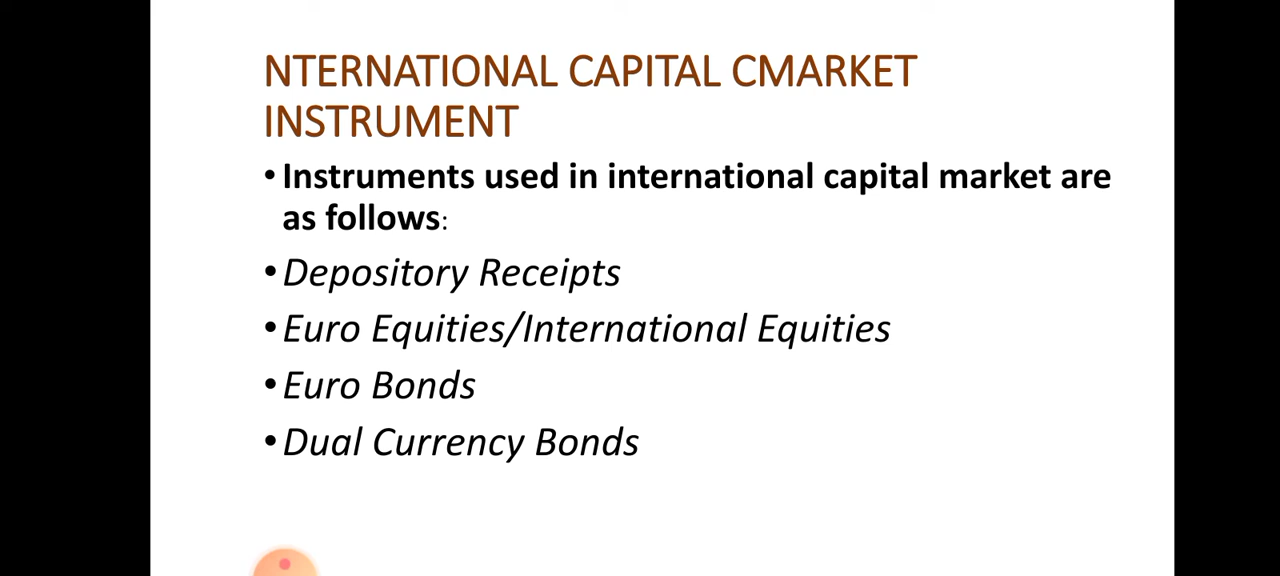 NTERNATIONAL CAPITAL CMARKET
INSTRUMENT
• Instruments used in international capital market are
as follows:
• Depository Receipts
• Euro Equities/International Equities
• Euro Bonds
• Dual Currency Bonds